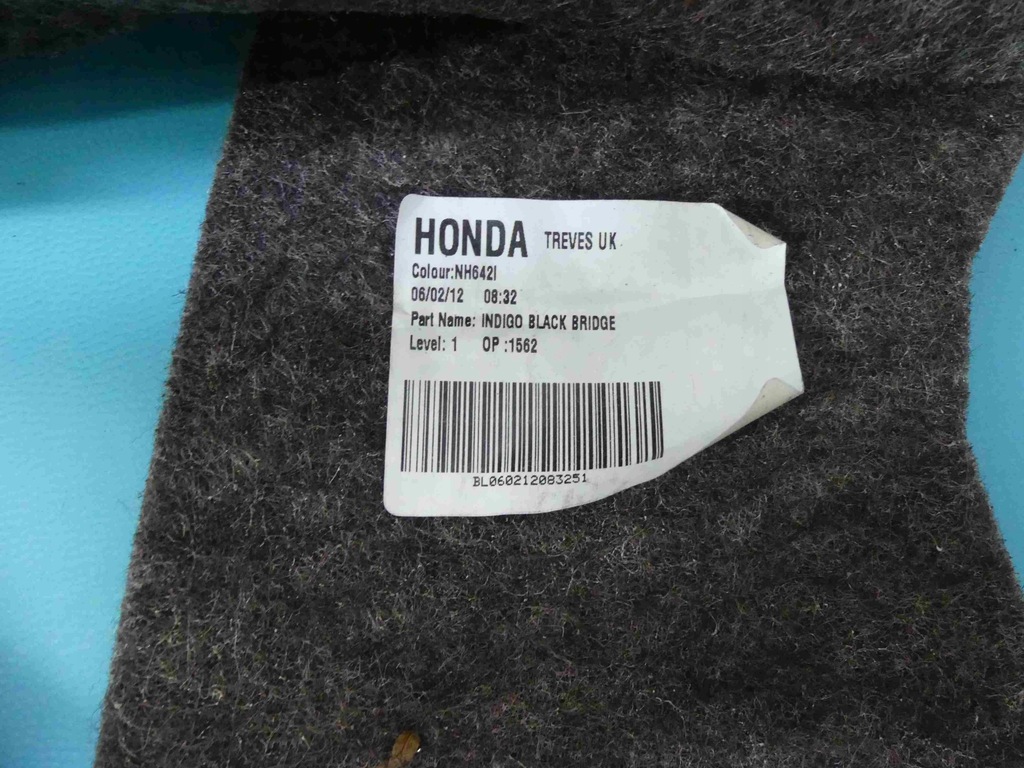 HONDA TREVES UK
Colour:NH642I
06/02/12 08:32
Part Name: INDIGO BLACK BRIDGE
Level: 1 OP :1562
BL060212083251